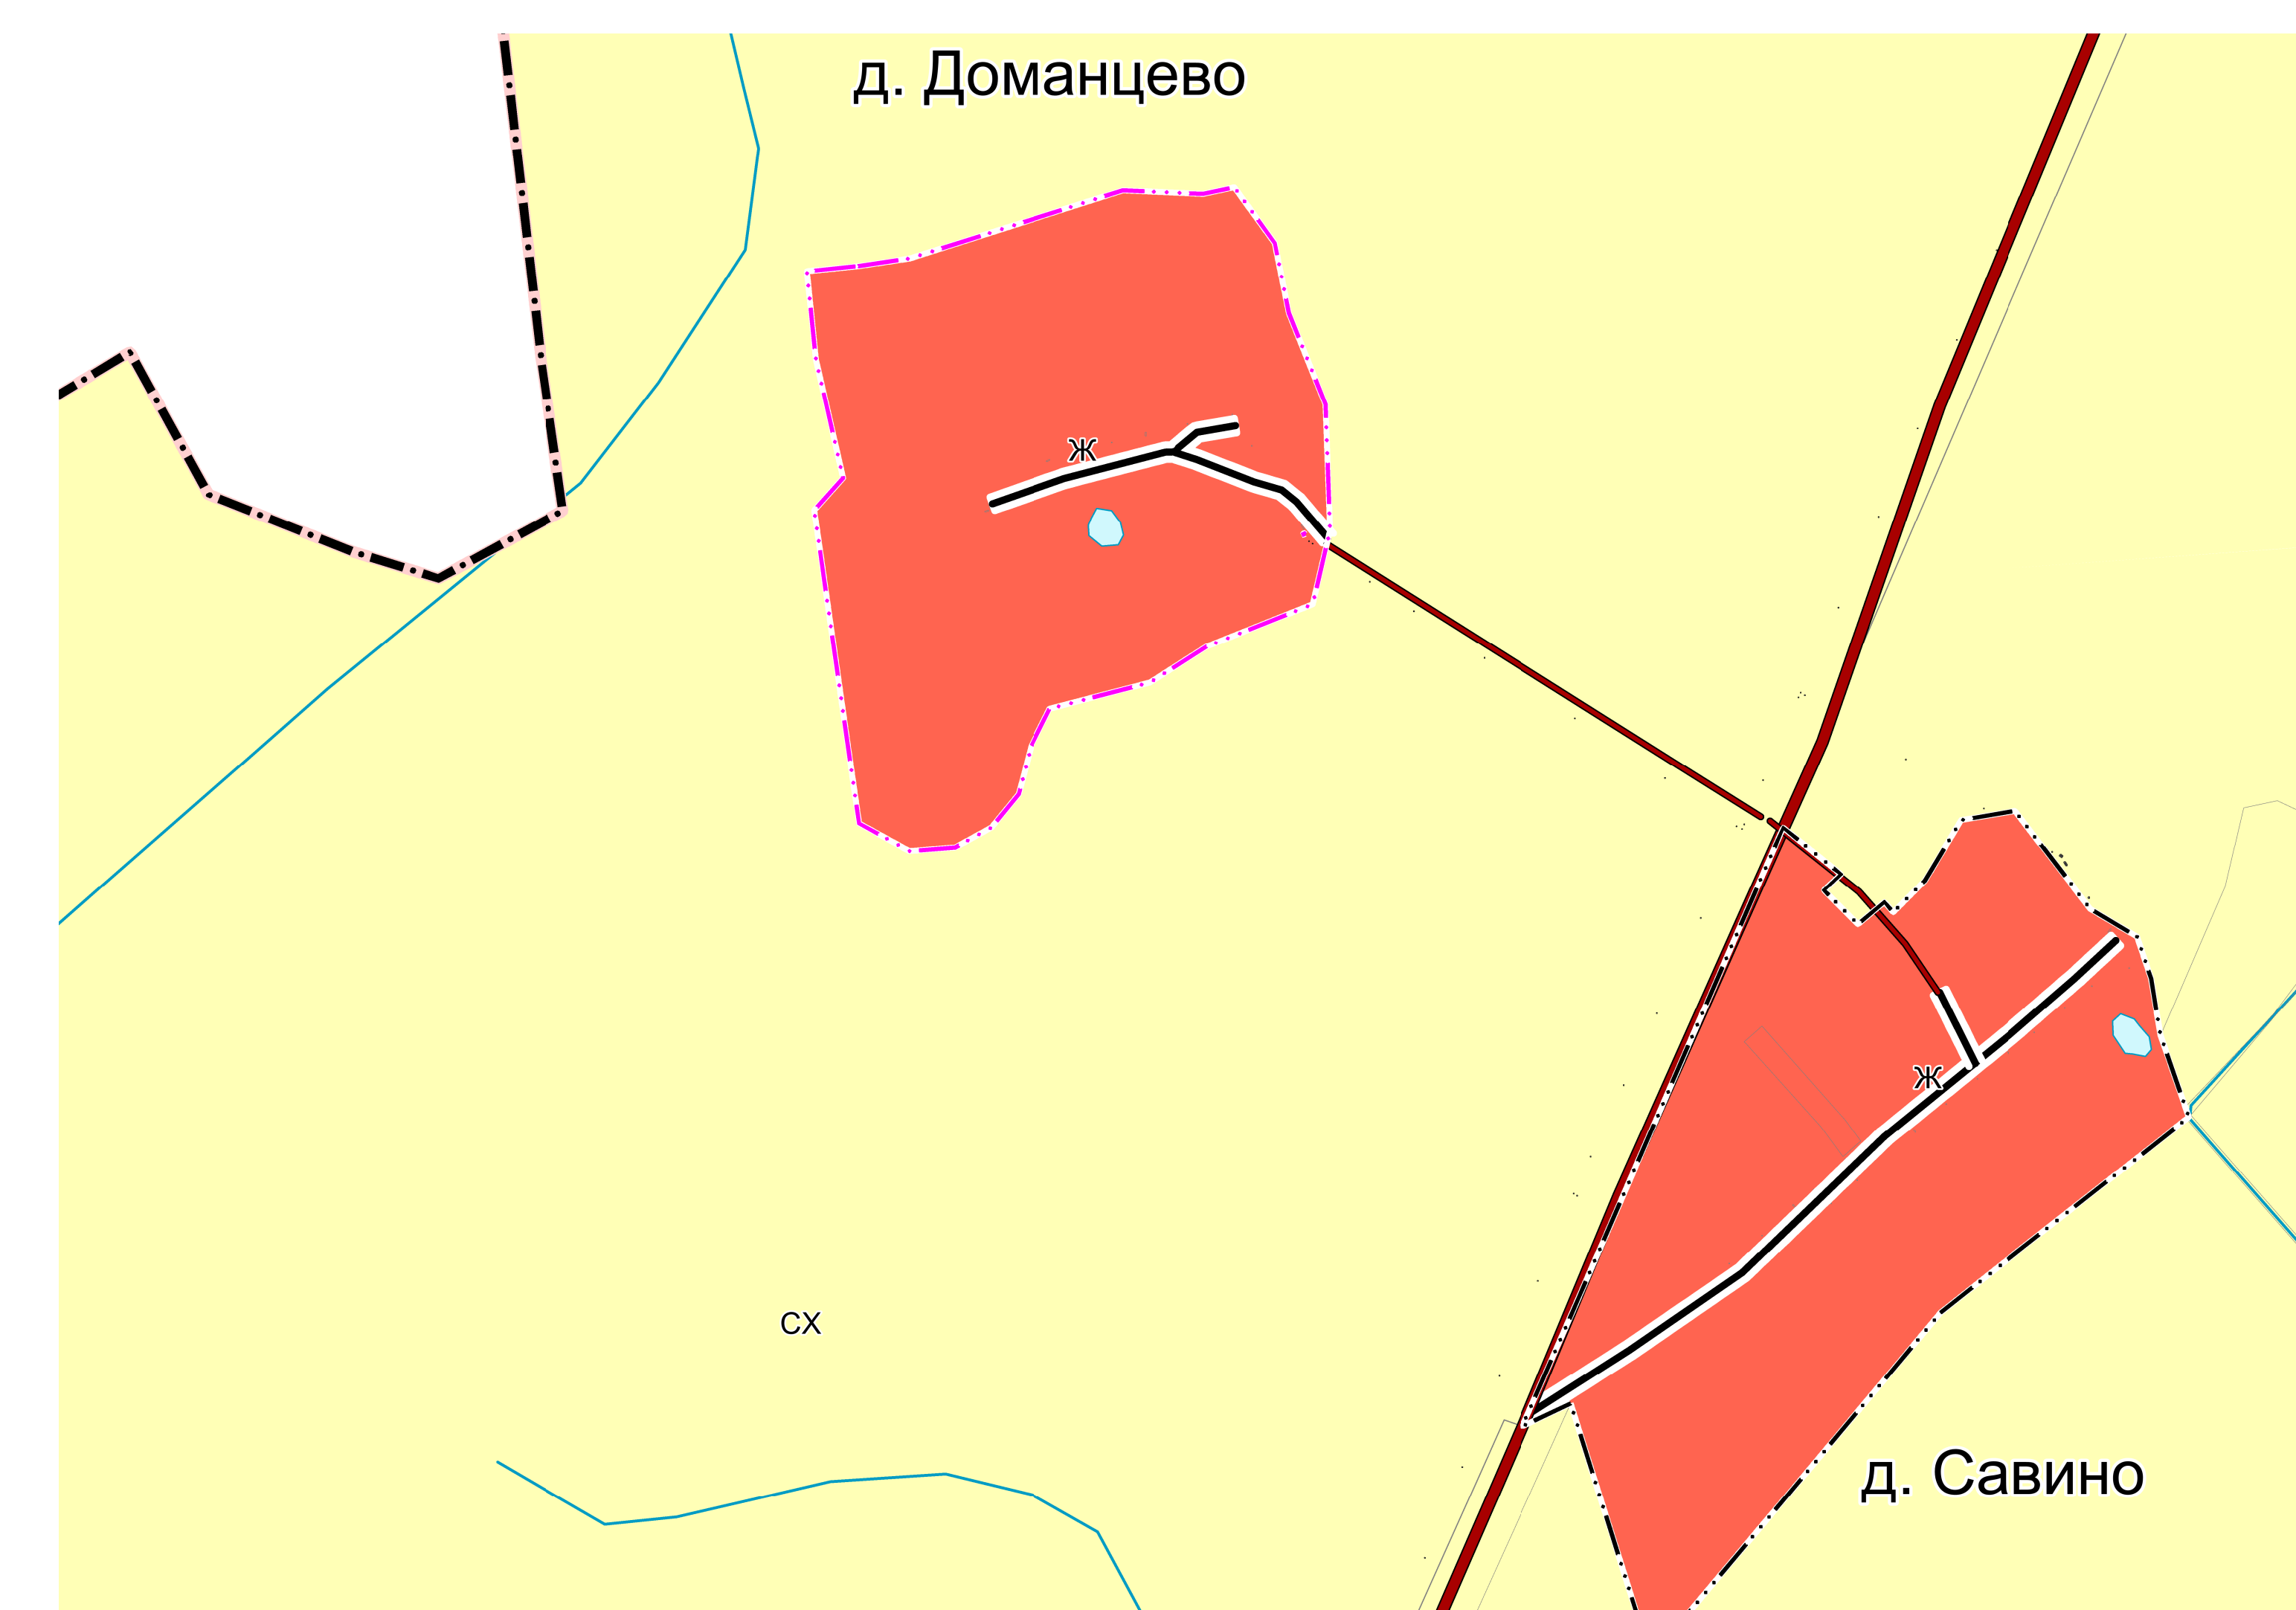 д. Доманцево
ж
ж
сх
д. Савино